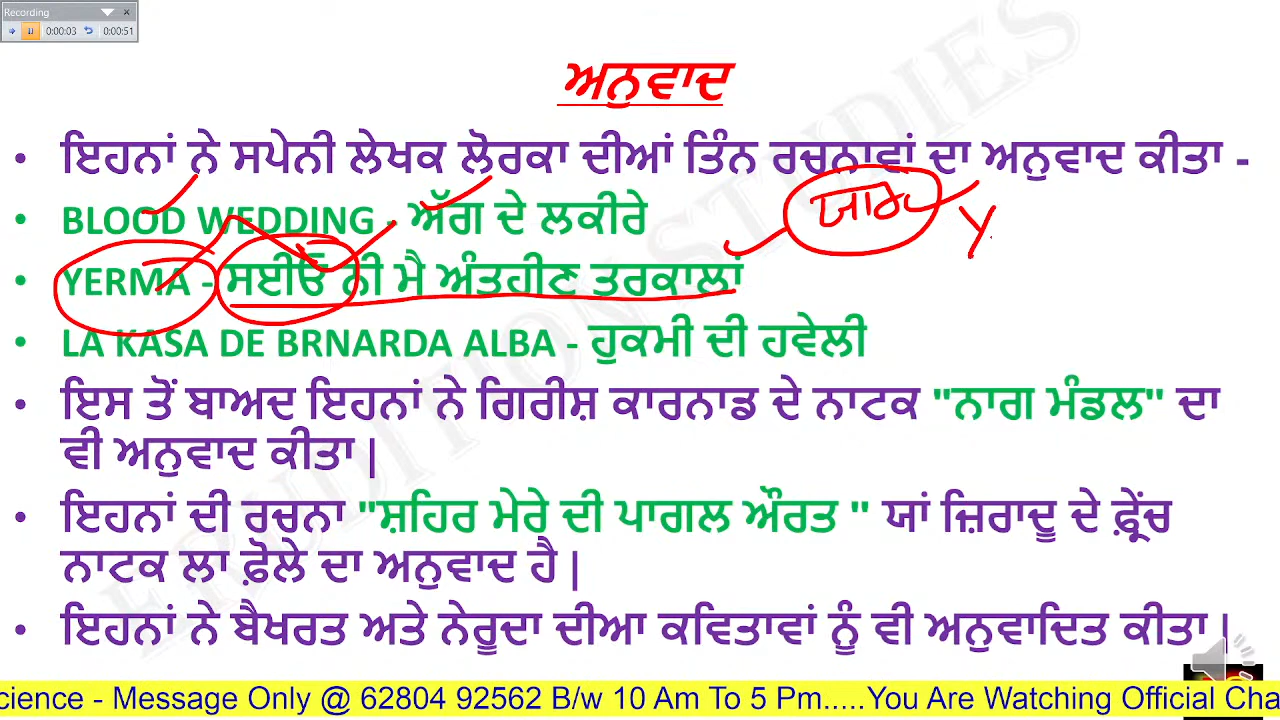 Recording
0:00:03 0:00:51
ERUDITION STUDIES
ਅਨੁਵਾਦ
• ਇਹਨਾਂ ਨੇ ਸਪੇਨੀ ਲੇਖਕ ਲੋਰਕਾ ਦੀਆਂ ਤਿੰਨ ਰਚਨਾਵਾਂ ਦਾ ਅਨੁਵਾਦ ਕੀਤਾ -
• BLOOD WEDDING - ਅੱਗ ਦੇ ਲਕੀਰੇ
ਯਾਰਮ Y
• YERMA - ਸਈਓ ਨੀ ਮੈ ਅੰਤਹੀਣ ਤਰਕਾਲਾਂ
• LA KASA DE BRNARDA ALBA - ਹੁਕਮੀ ਦੀ ਹਵੇਲੀ
• ਇਸ ਤੋਂ ਬਾਅਦ ਇਹਨਾਂ ਨੇ ਗਿਰੀਸ਼ ਕਾਰਨਾਡ ਦੇ ਨਾਟਕ "ਨਾਗ ਮੰਡਲ" ਦਾ
ਵੀ ਅਨੁਵਾਦ ਕੀਤਾ |
• ਇਹਨਾਂ ਦੀ ਰਚਨਾ "ਸ਼ਹਿਰ ਮੇਰੇ ਦੀ ਪਾਗਲ ਔਰਤ " ਯਾਂ ਜ਼ਿਰਾਦੂ ਦੇ ਫ਼੍ਰੇਂਚ
ਨਾਟਕ ਲਾ ਫ਼ੋਲੇ ਦਾ ਅਨੁਵਾਦ ਹੈ |
• ਇਹਨਾਂ ਨੇ ਬੈਖਰਤ ਅਤੇ ਨੇਰੂਦਾ ਦੀਆ ਕਵਿਤਾਵਾਂ ਨੂੰ ਵੀ ਅਨੁਵਾਦਿਤ ਕੀਤਾ |
cience - Message Only @ 62804 92562 B/w 10 Am To 5 Pm.....You Are Watching Official Cha